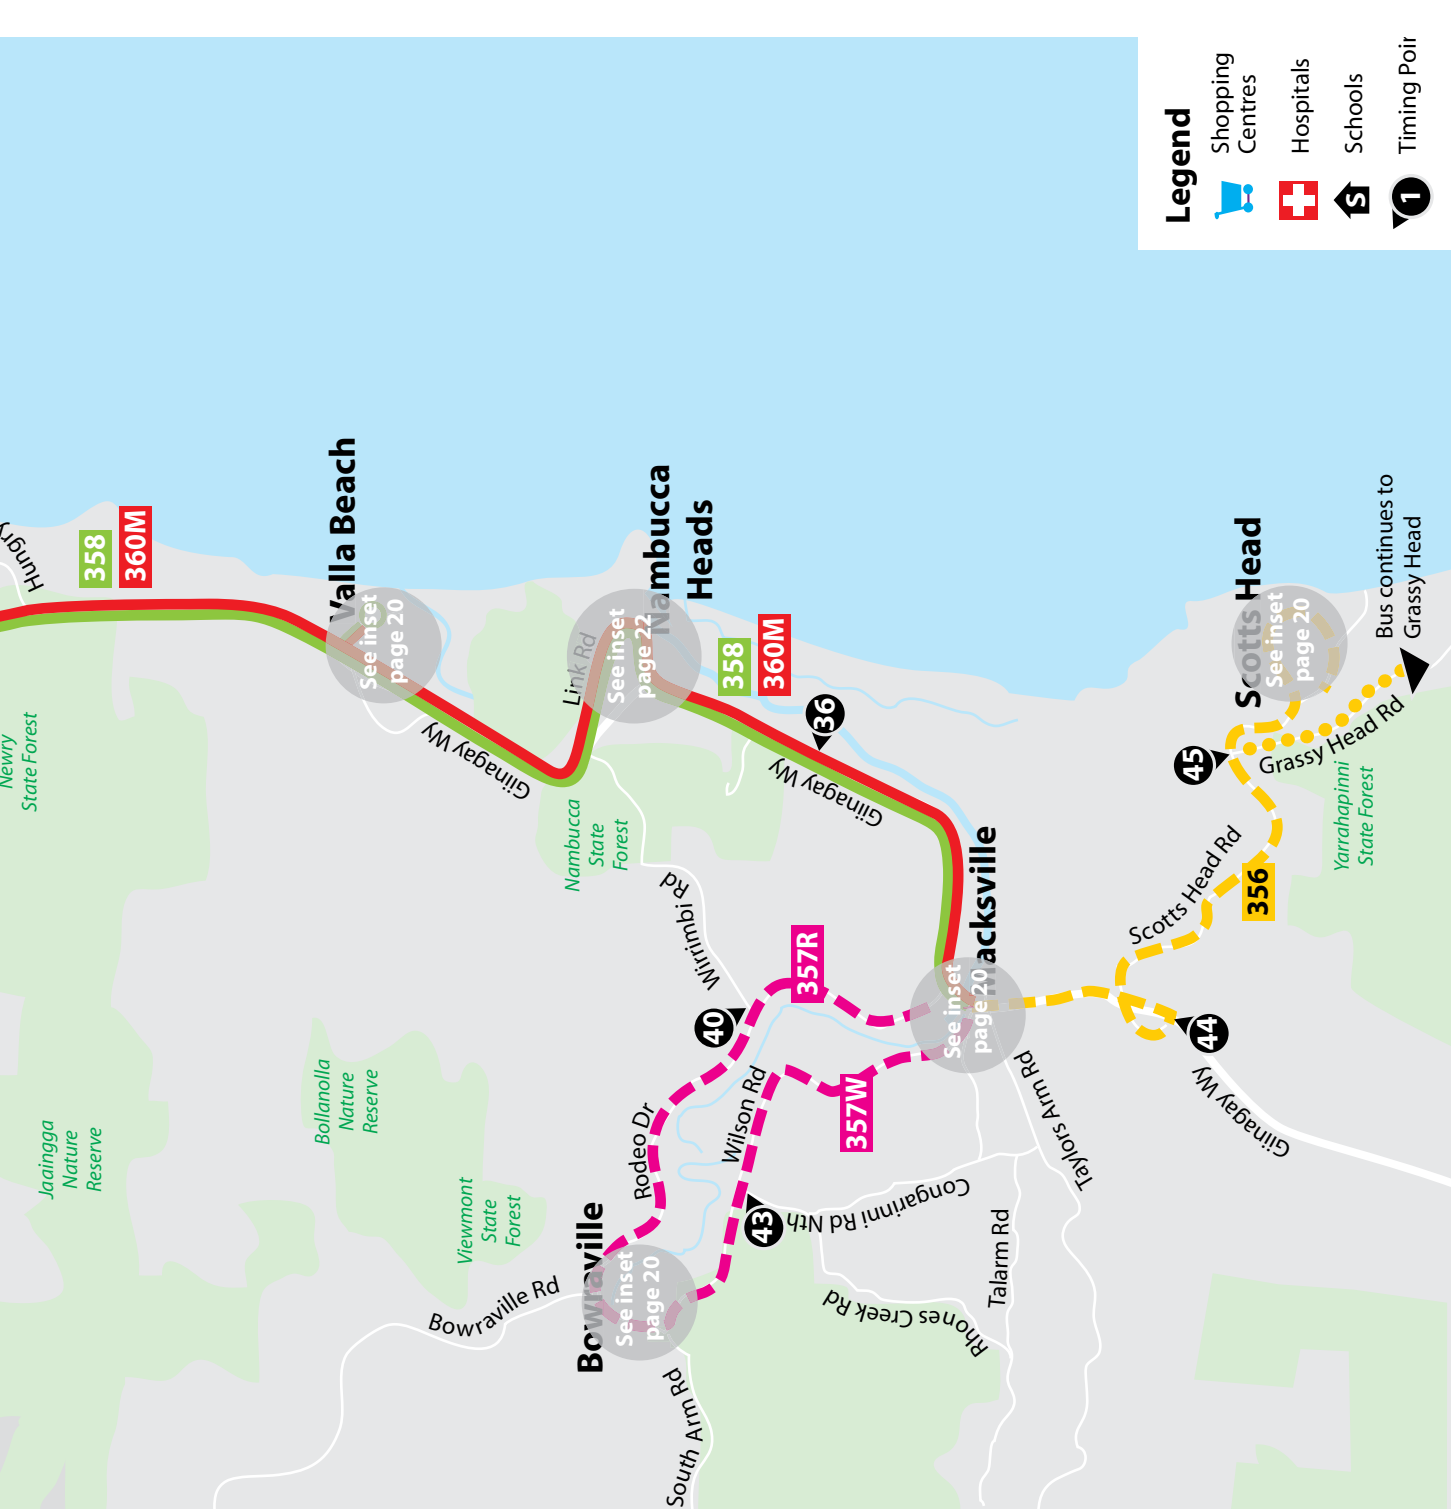 Legend
Shopping
Centres
Hospitals
S
Schools
1
Timing Poir
Hungry
358
360M
Newry
State Forest
Valla Beach
See inset
page 20
Giinagay Wy
Link Rd
Nambucca
Heads
See inset
page 22
358
360M
36
Giinagay Wy
Nambucca
State
Forest
Wirrimbi Rd
Macksville
See inset
page 20
357R
40
Rodeo Dr
Wilson Rd
357W
43
Congarinni Rd Nth
Rhones Creek Rd
Talarm Rd
Taylors Arm Rd
Bowraville
See inset
page 20
Bowraville Rd
South Arm Rd
Jaaingga
Nature
Reserve
Bollanolla
Nature
Reserve
Viewmont
State
Forest
Scotts Head
See inset
page 20
45
Grassy Head Rd
Bus continues to
Grassy Head
Yarrahapinni
State Forest
Scotts Head Rd
356
44
Giinagay Wy